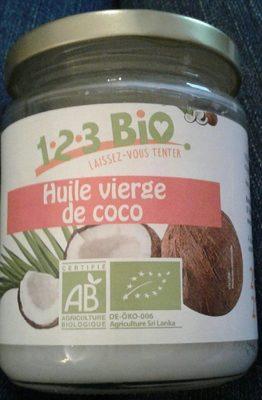 1·2·3 BiO.
LAISSEZ-VOUS TENTER
Huile vierge
de coco
CERTIFIÉ
AB
AGRICULTURE
BIOLOGIQUE
DE-ÖKO-006
Agriculture Sri Lanka